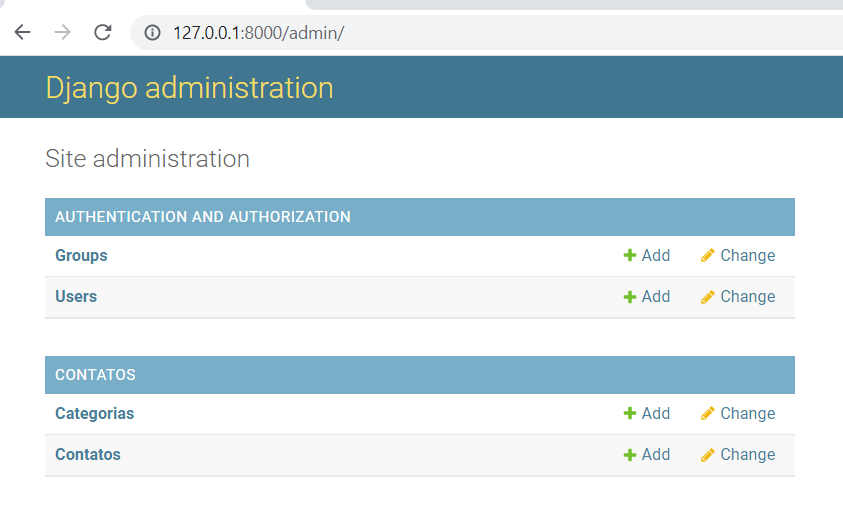 127.0.0.1:8000/admin/
Django administration
Site administration
AUTHENTICATION AND AUTHORIZATION
Groups Add Change
Users Add Change
CONTATOS
Categorias Add Change
Contatos Add Change